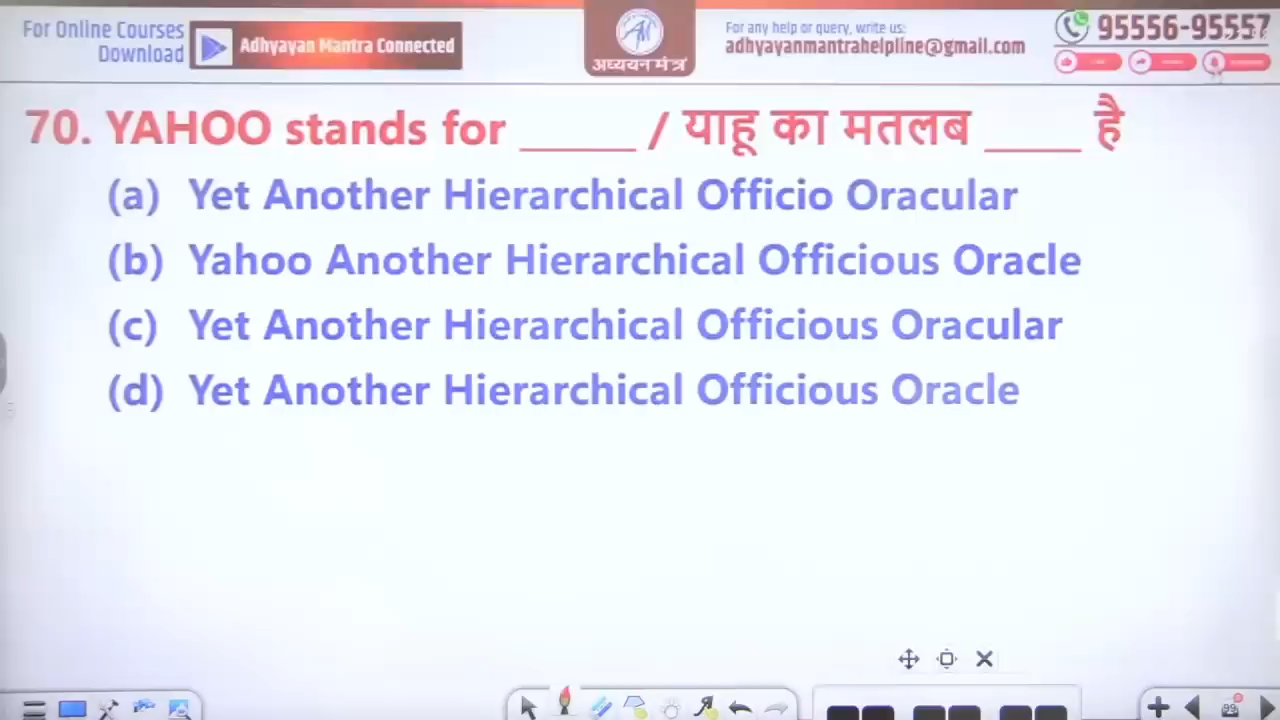 For Online Courses
Download
Adhyayan Mantra Connected
अध्ययन मंत्र
For any help or query, write us:
adhyayanmantrahelpline@gmail.com
95556-95557
70. YAHOO stands for _____ / याहू का मतलब ____ है
(a) Yet Another Hierarchical Officio Oracular
(b) Yahoo Another Hierarchical Officious Oracle
(c) Yet Another Hierarchical Officious Oracular
(d) Yet Another Hierarchical Officious Oracle
99